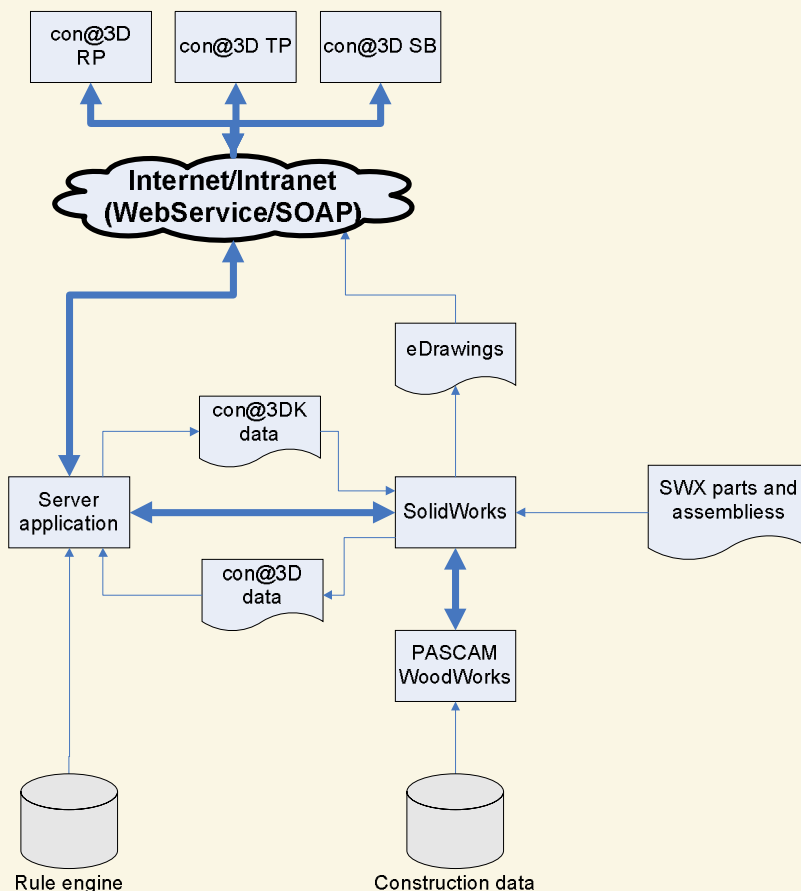 con@3D
RP
con@3D TP
con@3D SB
Internet/Intranet
(WebService/SOAP)
eDrawings
con@3DK
data
Server
application
SolidWorks
SWX parts and
assembliess
con@3D
data
PASCAM
WoodWorks
Rule engine
Construction data